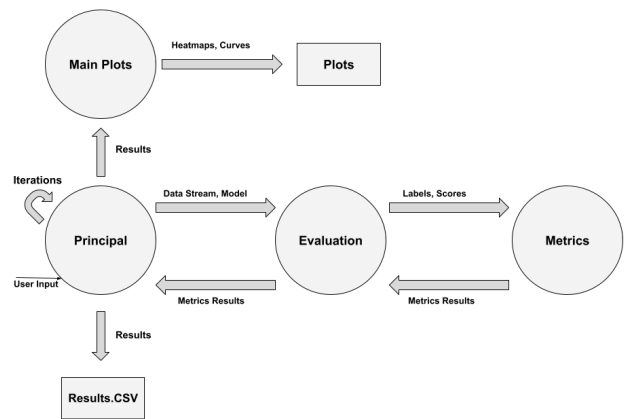 Heatmaps, Curves
Main Plots
Plots
Results
Iterations
Data Stream, Model
Labels, Scores
Principal
Evaluation
Metrics
User Input
Metrics Results
Metrics Results
Results
Results.CSV